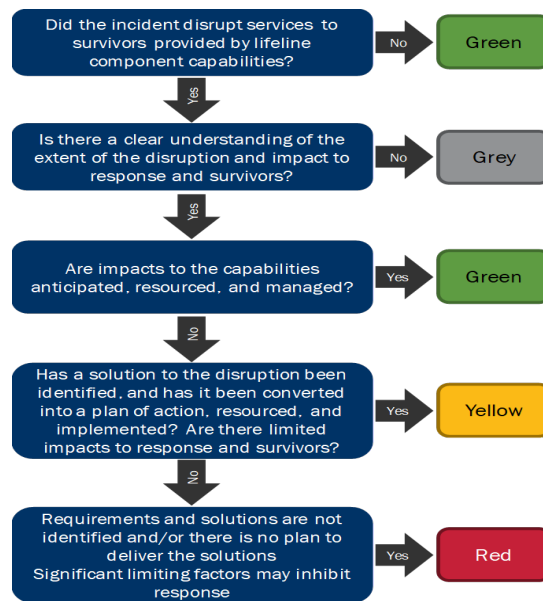 Did the incident disrupt services to
survivors provided by lifeline
component capabilities?
No
Green
Yes
Is there a clear understanding of the
extent of the disruption and impact to
response and survivors?
No
Grey
Yes
Are impacts to the capabilities
anticipated, resourced, and managed?
Yes
Green
No
Has a solution to the disruption been
identified, and has it been converted
into a plan of action, resourced, and
implemented? Are there limited
impacts to response and survivors?
Yes
Yellow
No
Requirements and solutions are not
identified and/or there is no plan to
deliver the solutions
Significant limiting factors may inhibit
response
Yes
Red